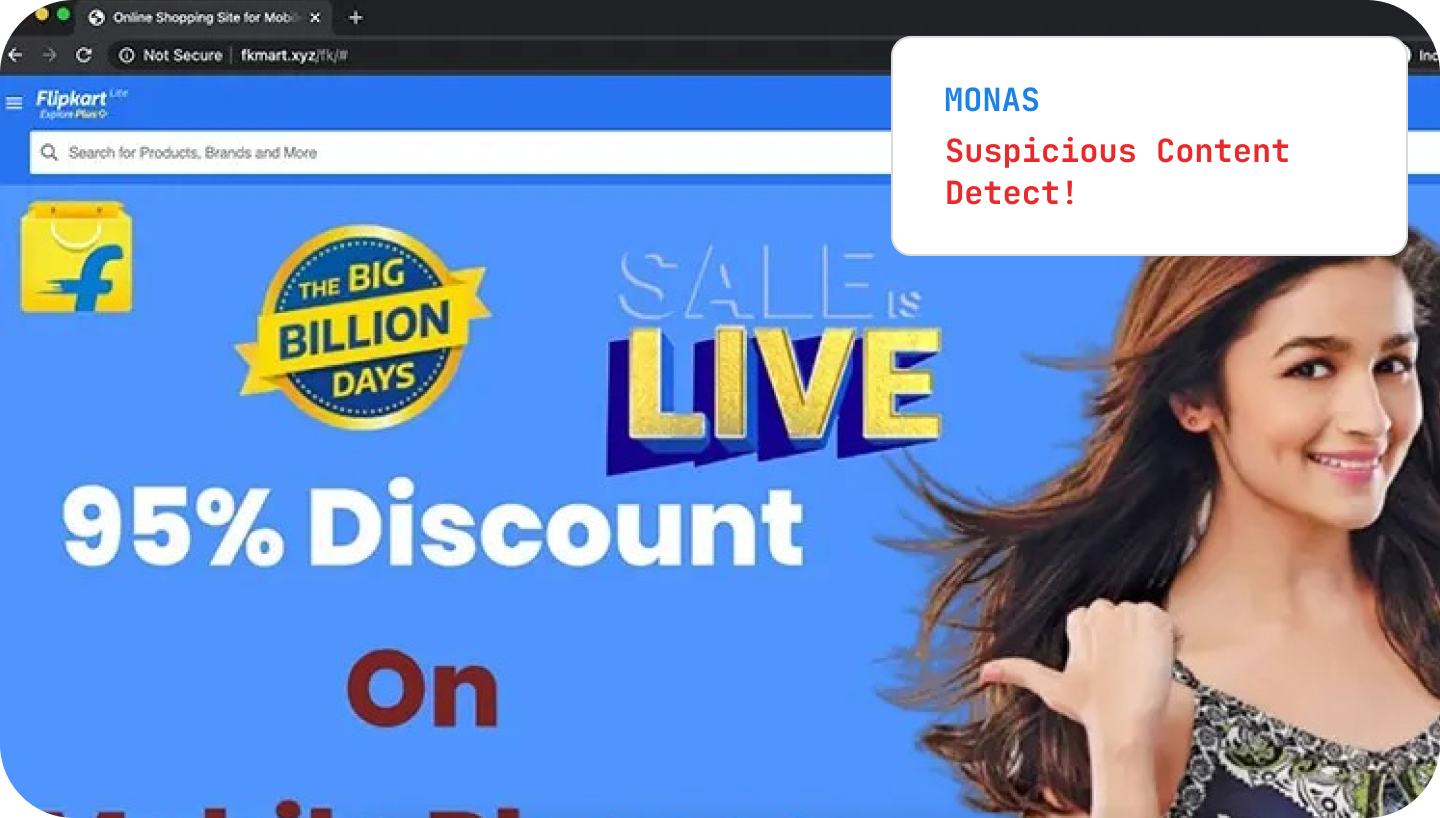 Online Shopping Site for Mobil
Not Secure | fkmart.xyz/fk/#
Flipkart Lite
Explore Plus
Search for Products, Brands and More
MONAS
Suspicious Content
Detect!
THE BIG
BILLION
DAYS
SALE IS
LIVE
95% Discount
On